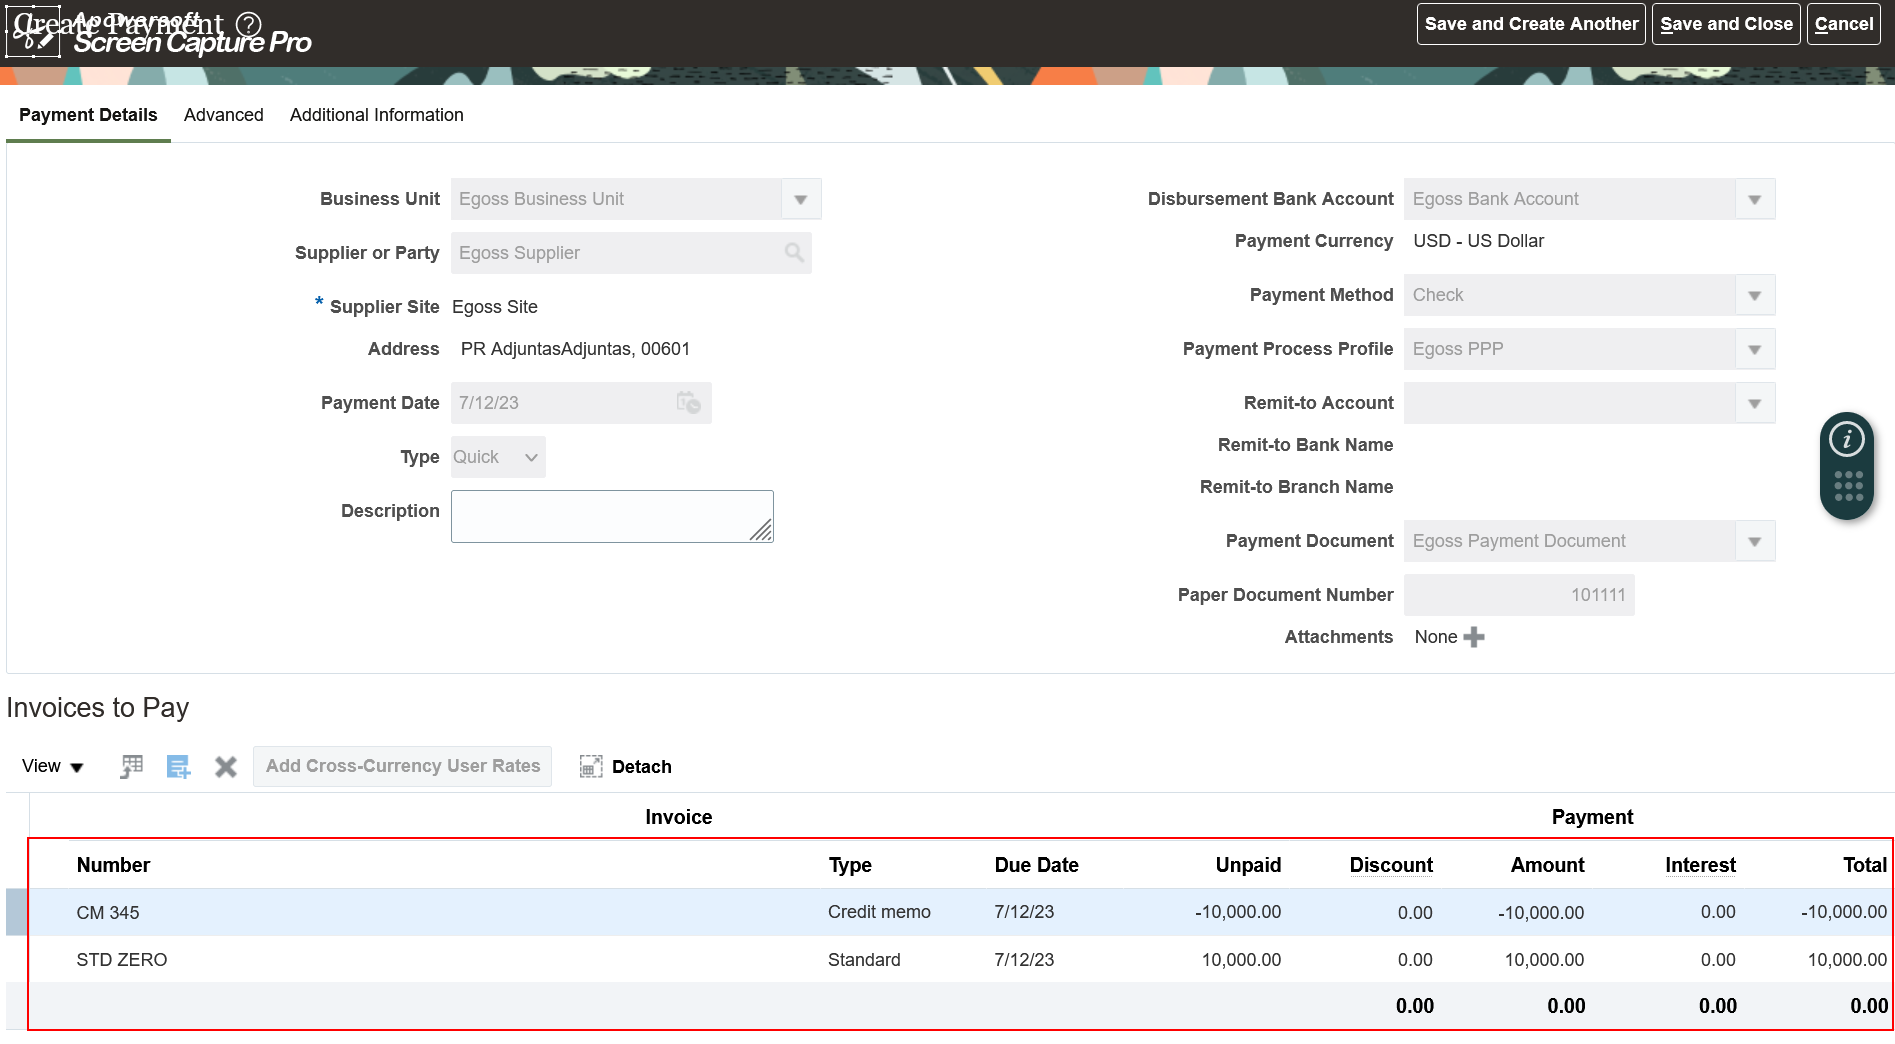 Create Payment ?
Apowersoft
Screen Capture Pro
Save and Create Another
Save and Close
Cancel
Payment Details
Advanced
Additional Information
Business Unit Egoss Business Unit
Supplier or Party Egoss Supplier
* Supplier Site Egoss Site
Address PR AdjuntasAdjuntas, 00601
Payment Date 7/12/23
Type Quick
Description
Disbursement Bank Account Egoss Bank Account
Payment Currency USD - US Dollar
Payment Method Check
Payment Process Profile Egoss PPP
Remit-to Account
Remit-to Bank Name
Remit-to Branch Name
Payment Document Egoss Payment Document
Paper Document Number 101111
Attachments None
i
Invoices to Pay
View Add Cross-Currency User Rates Detach
Invoice Payment
Number Type Due Date Unpaid Discount Amount Interest Total
CM 345 Credit memo 7/12/23 -10,000.00 0.00 -10,000.00 0.00 -10,000.00
STD ZERO Standard 7/12/23 10,000.00 0.00 10,000.00 0.00 10,000.00
0.00 0.00 0.00 0.00